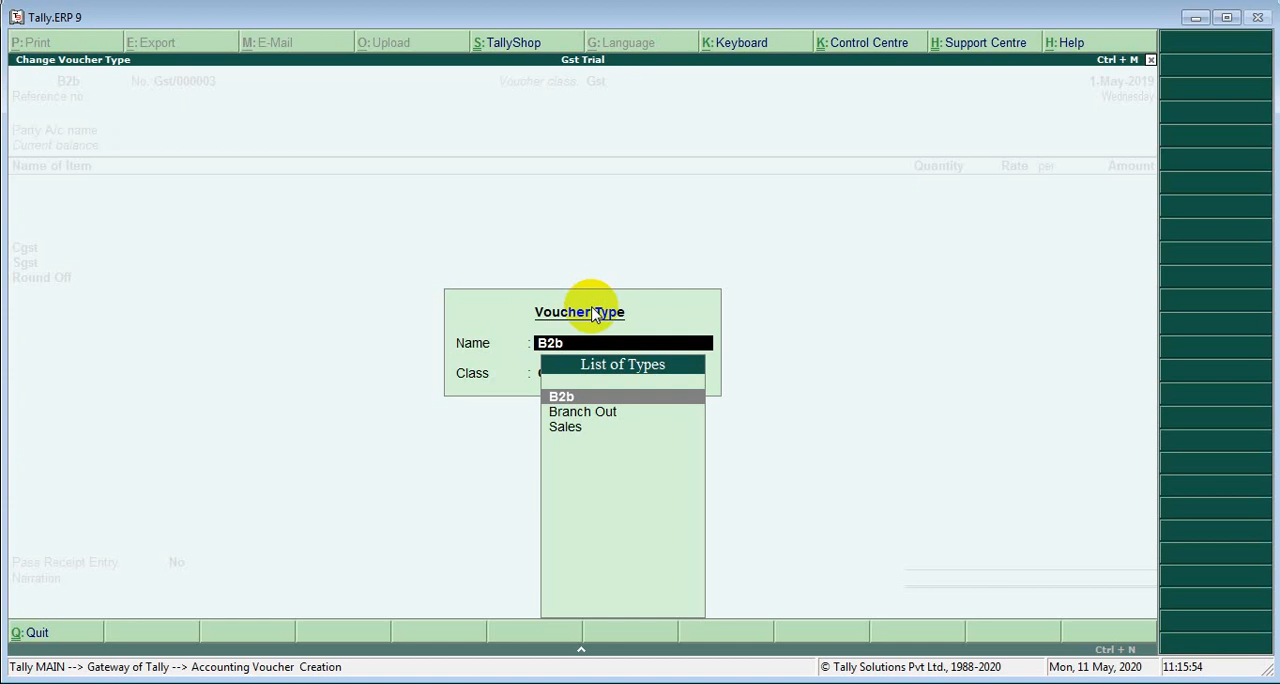 Tally.ERP 9
P: Print E: Export M: E-Mail O: Upload S: TallyShop G: Language K: Keyboard K: Control Centre H: Support Centre H: Help
Change Voucher Type Gst Trial Ctrl + M
B2b No. Gst/000003 Voucher class: Gst 1-May-2019
Reference no Wednesday
Party A/c name
Current balance
Name of Item Quantity Rate per Amount
Cgst
Sgst
Round Off
Voucher Type
Name : B2b
List of Types
Class :
B2b
Branch Out
Sales
Pass Receipt Entry No
Narration
Q: Quit
Ctrl + N
Tally MAIN --> Gateway of Tally --> Accounting Voucher Creation © Tally Solutions Pvt Ltd., 1988-2020 Mon, 11 May, 2020 11:15:54